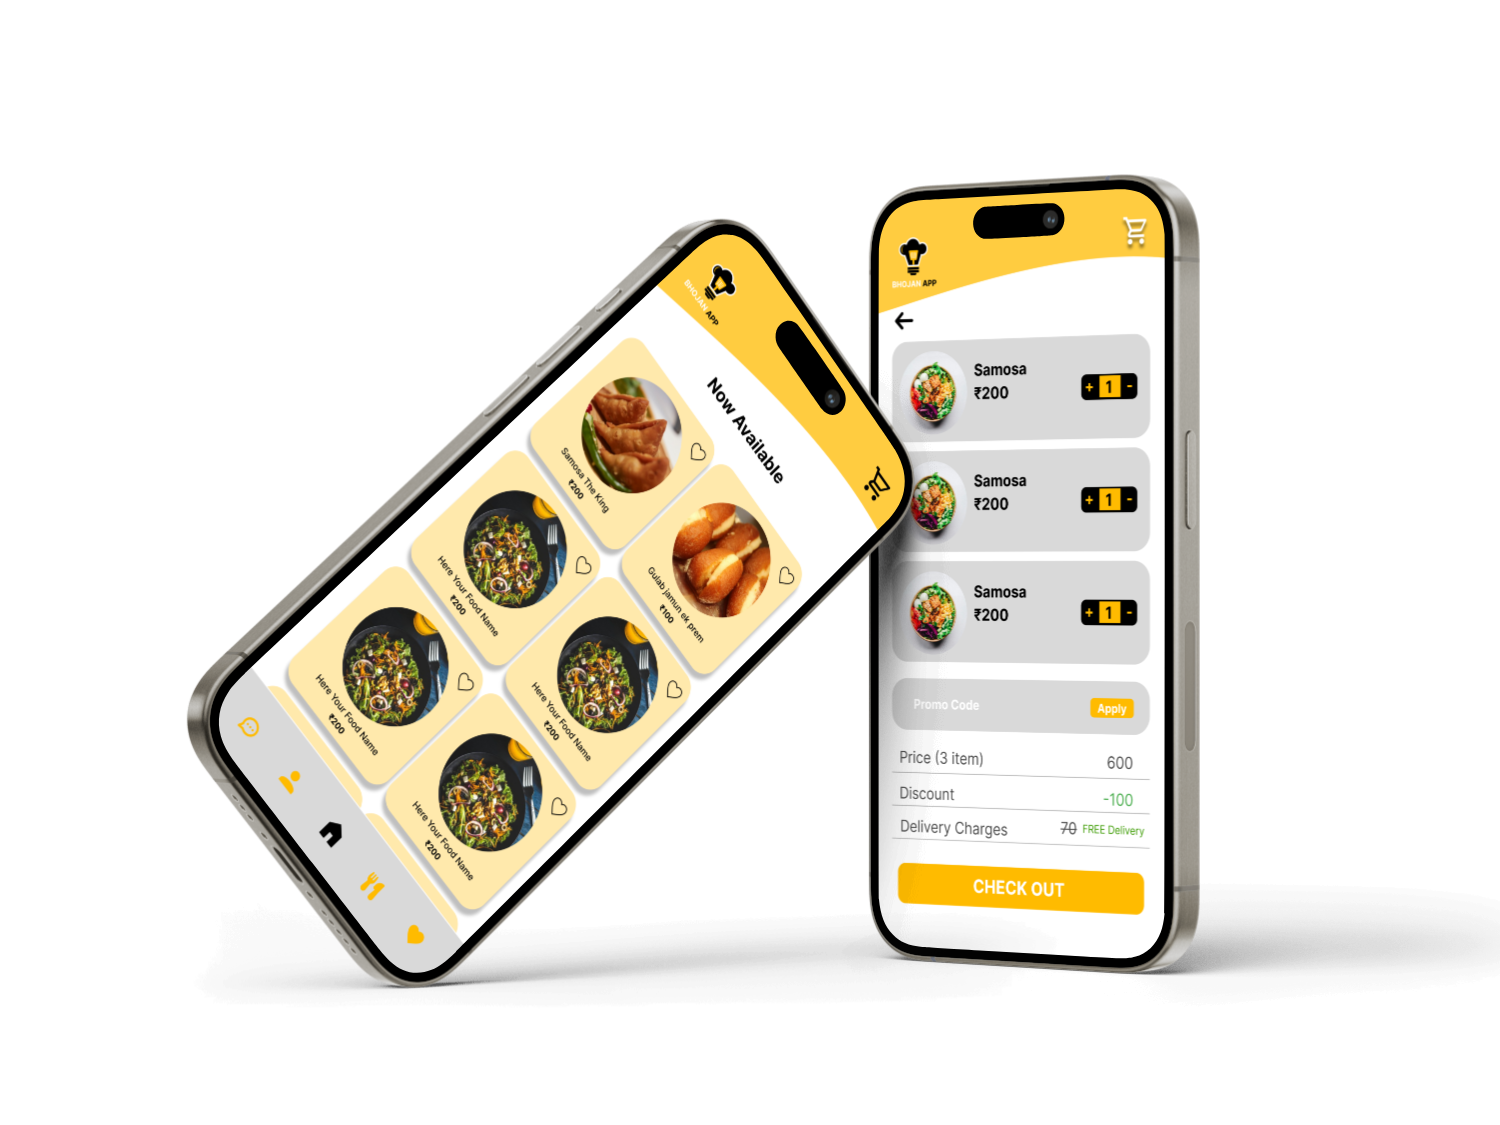 BHOJAN APP
Now Available
Samosa The King
₹200
Gulab jamun ek prem
₹100
Here Your Food Name
₹200
Here Your Food Name
₹200
Here Your Food Name
₹200
Here Your Food Name
₹200
BHOJAN APP
Samosa
₹200
+ 1 -
Samosa
₹200
+ 1 -
Samosa
₹200
+ 1 -
Promo Code Apply
Price (3 item) 600
Discount -100
Delivery Charges 70 FREE Delivery
CHECK OUT